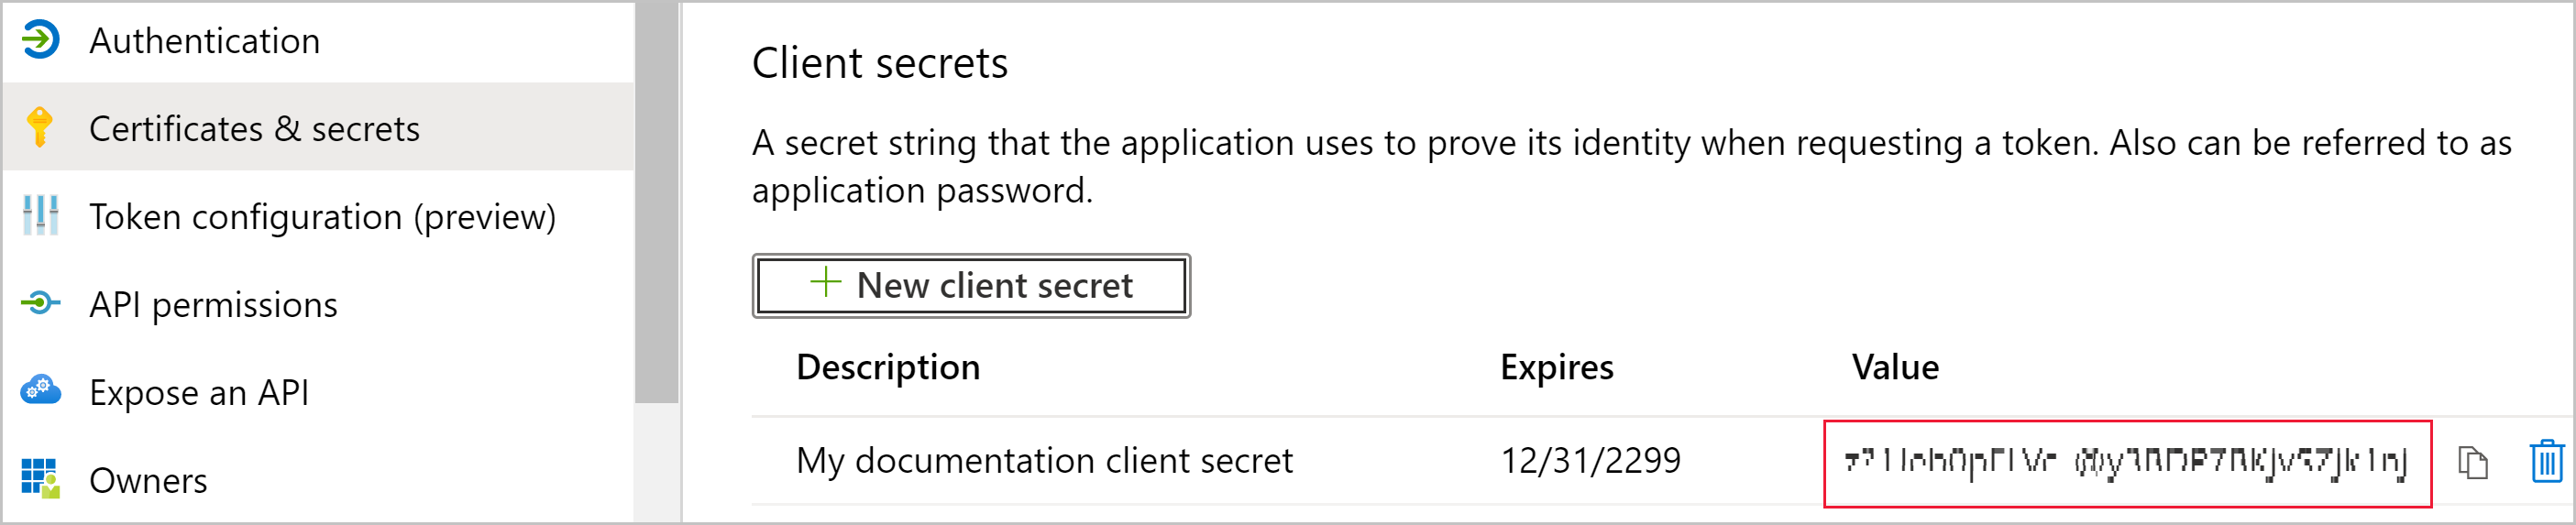 Authentication
Certificates & secrets
Token configuration (preview)
API permissions
Expose an API
Owners
Client secrets
A secret string that the application uses to prove its identity when requesting a token. Also can be referred to as
application password.
New client secret
Description Expires Value
My documentation client secret 12/31/2299